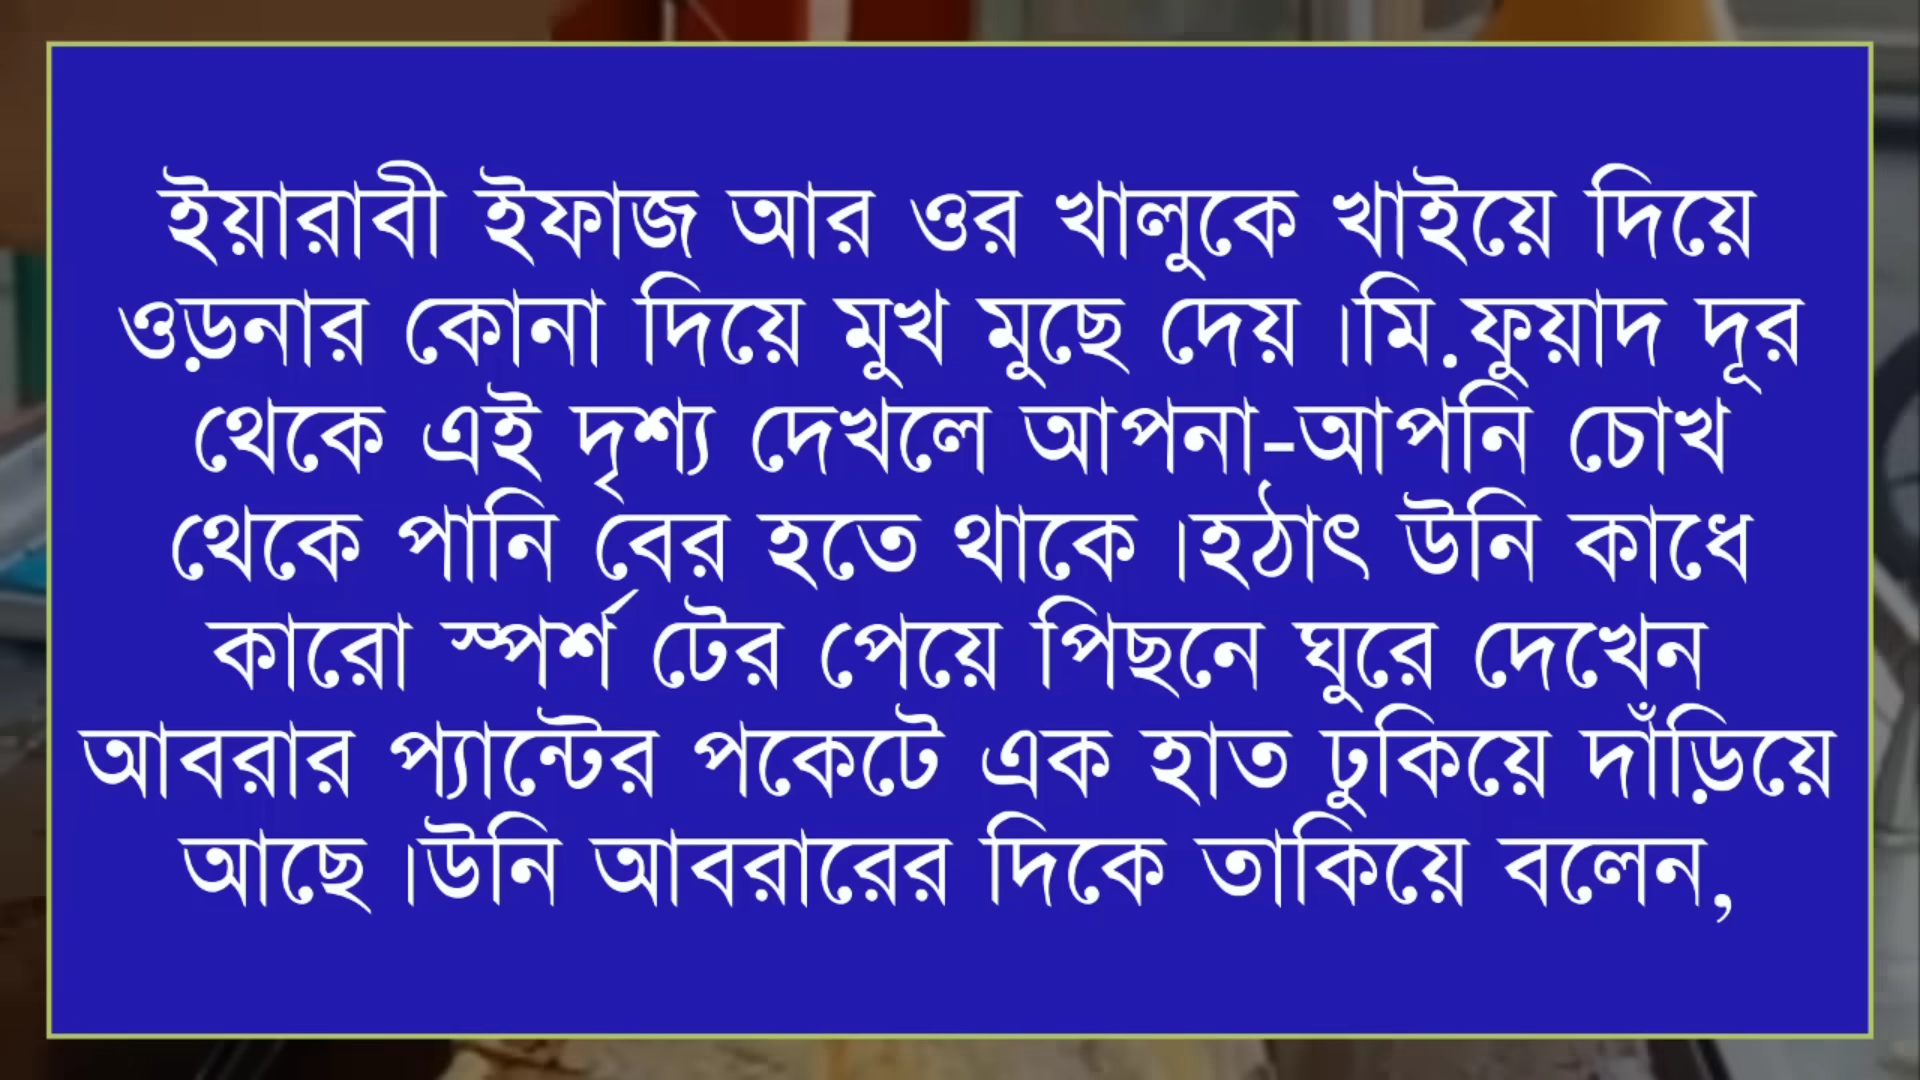 ইয়ারাবী ইফাজ আর ওর খালুকে খাইয়ে দিয়ে
ওড়নার কোনা দিয়ে মুখ মুছে দেয় ।মি.ফুয়াদ দূর
থেকে এই দৃশ্য দেখলে আপনা-আপনি চোখ
থেকে পানি বের হতে থাকে ।হঠাৎ উনি কাধে
কারো স্পর্শ টের পেয়ে পিছনে ঘুরে দেখেন
আবরার প্যান্টের পকেটে এক হাত ঢুকিয়ে দাঁড়িয়ে
আছে ।উনি আবরারের দিকে তাকিয়ে বলেন,